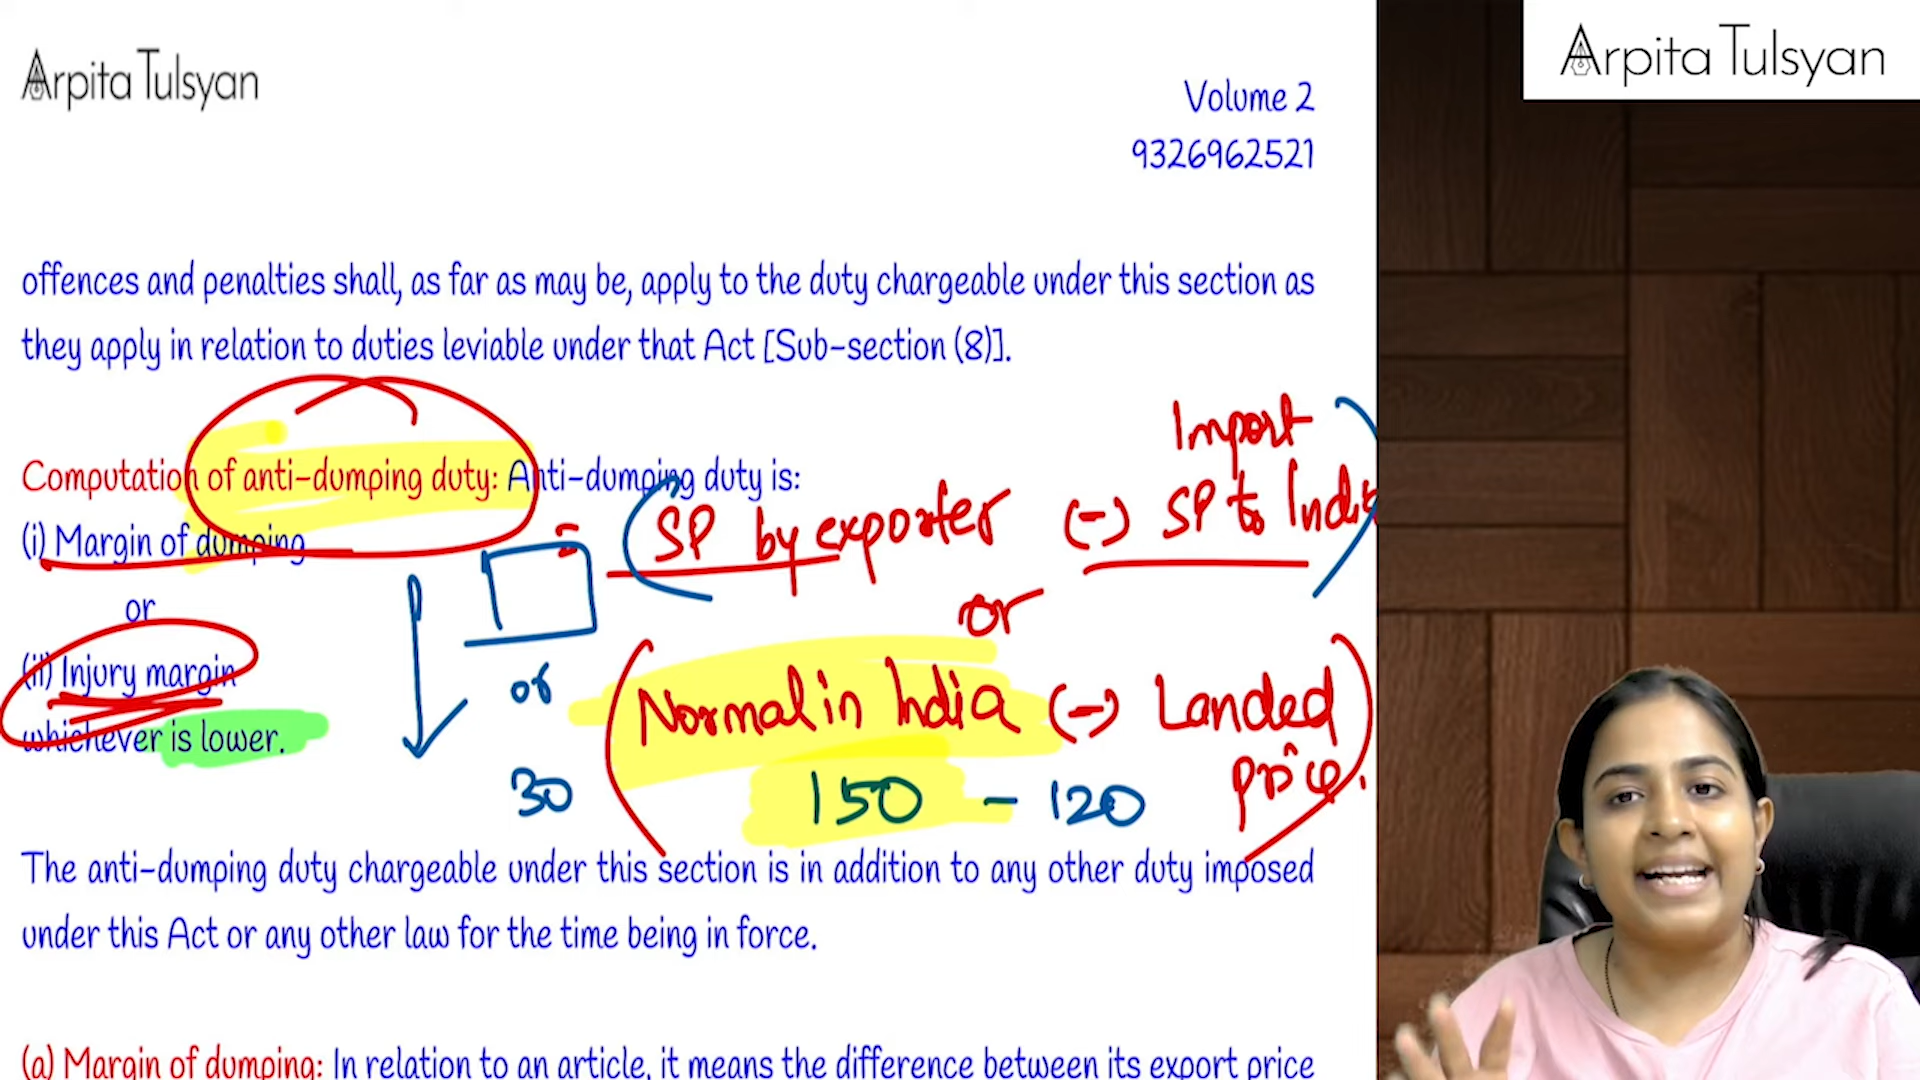 Arpita Tulsyan
Arpita Tulsyan
Volume 2
9326962521
offences and penalties shall, as far as may be, apply to the duty chargeable under this section as
they apply in relation to duties leviable under that Act [Sub-section (8)].
Import
Computation of anti-dumping duty: Anti-dumping duty is:
SP by exporter (-) SP to India
(i) Margin of dumping
or
or
(ii) Injury margin
or
Normal in India (-) Landed price.
whichever is lower.
30 150 - 120
The anti-dumping duty chargeable under this section is in addition to any other duty imposed
under this Act or any other law for the time being in force.
(a) Margin of dumping: In relation to an article, it means the difference between its export price